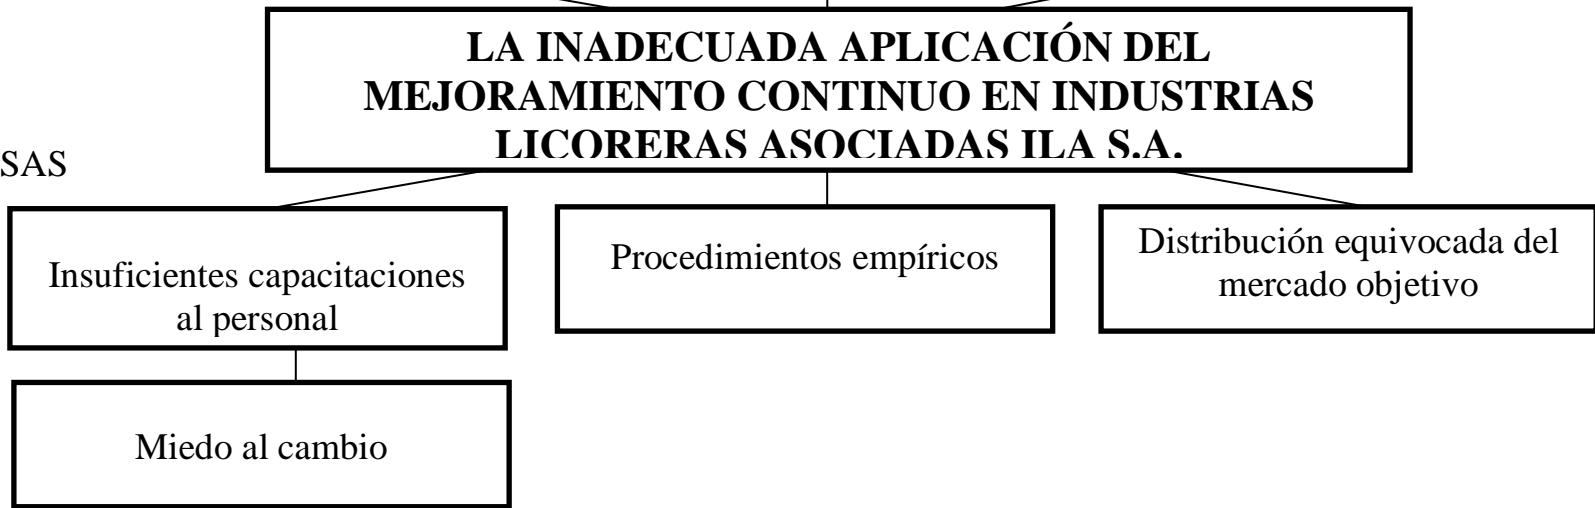 LA INADECUADA APLICACIÓN DEL
MEJORAMIENTO CONTINUO EN INDUSTRIAS
LICORERAS ASOCIADAS ILA S.A.
SAS
Insuficientes capacitaciones
al personal
Procedimientos empíricos
Distribución equivocada del
mercado objetivo
Miedo al cambio